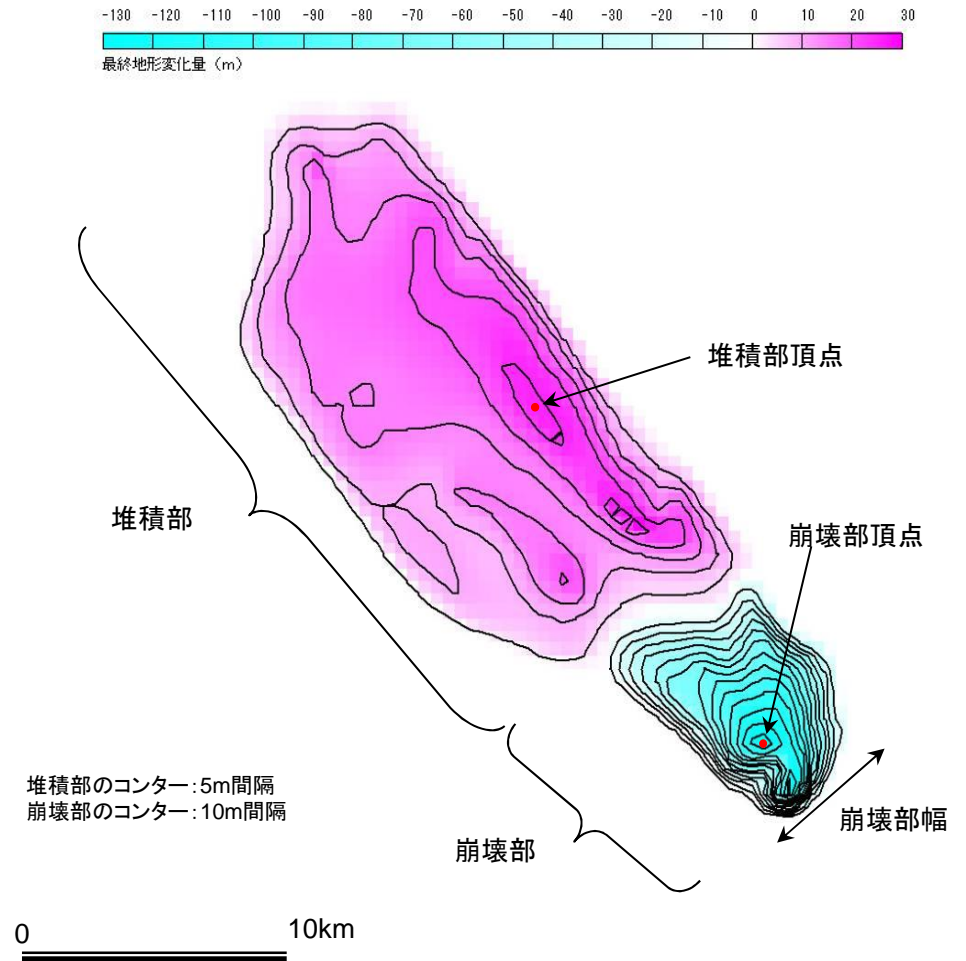 -130 -120 -110 -100 -90 -80 -70 -60 -50 -40 -30 -20 -10 0 10 20 30
最終地形変化量（m）
堆積部頂点
堆積部
崩壊部頂点
堆積部のコンター：5m間隔
崩壊部のコンター：10m間隔
崩壊部幅
崩壊部
0 10km